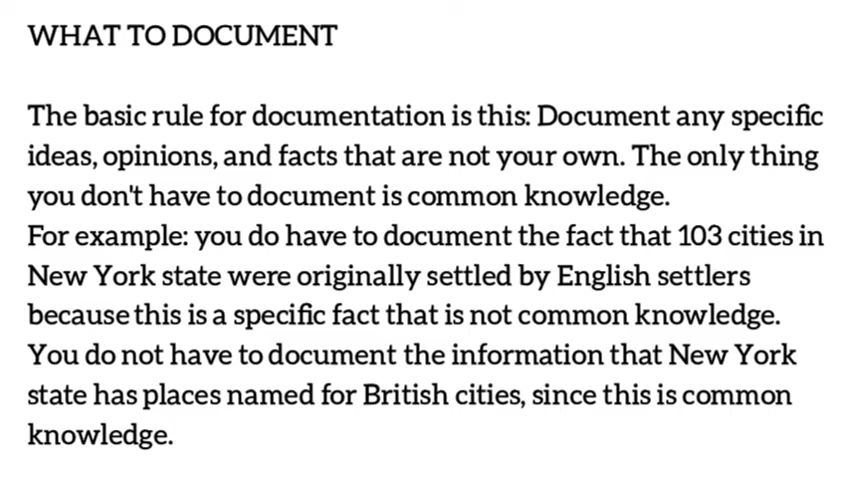 WHAT TO DOCUMENT
The basic rule for documentation is this: Document any specific
ideas, opinions, and facts that are not your own. The only thing
you don't have to document is common knowledge.
For example: you do have to document the fact that 103 cities in
New York state were originally settled by English settlers
because this is a specific fact that is not common knowledge.
You do not have to document the information that New York
state has places named for British cities, since this is common
knowledge.